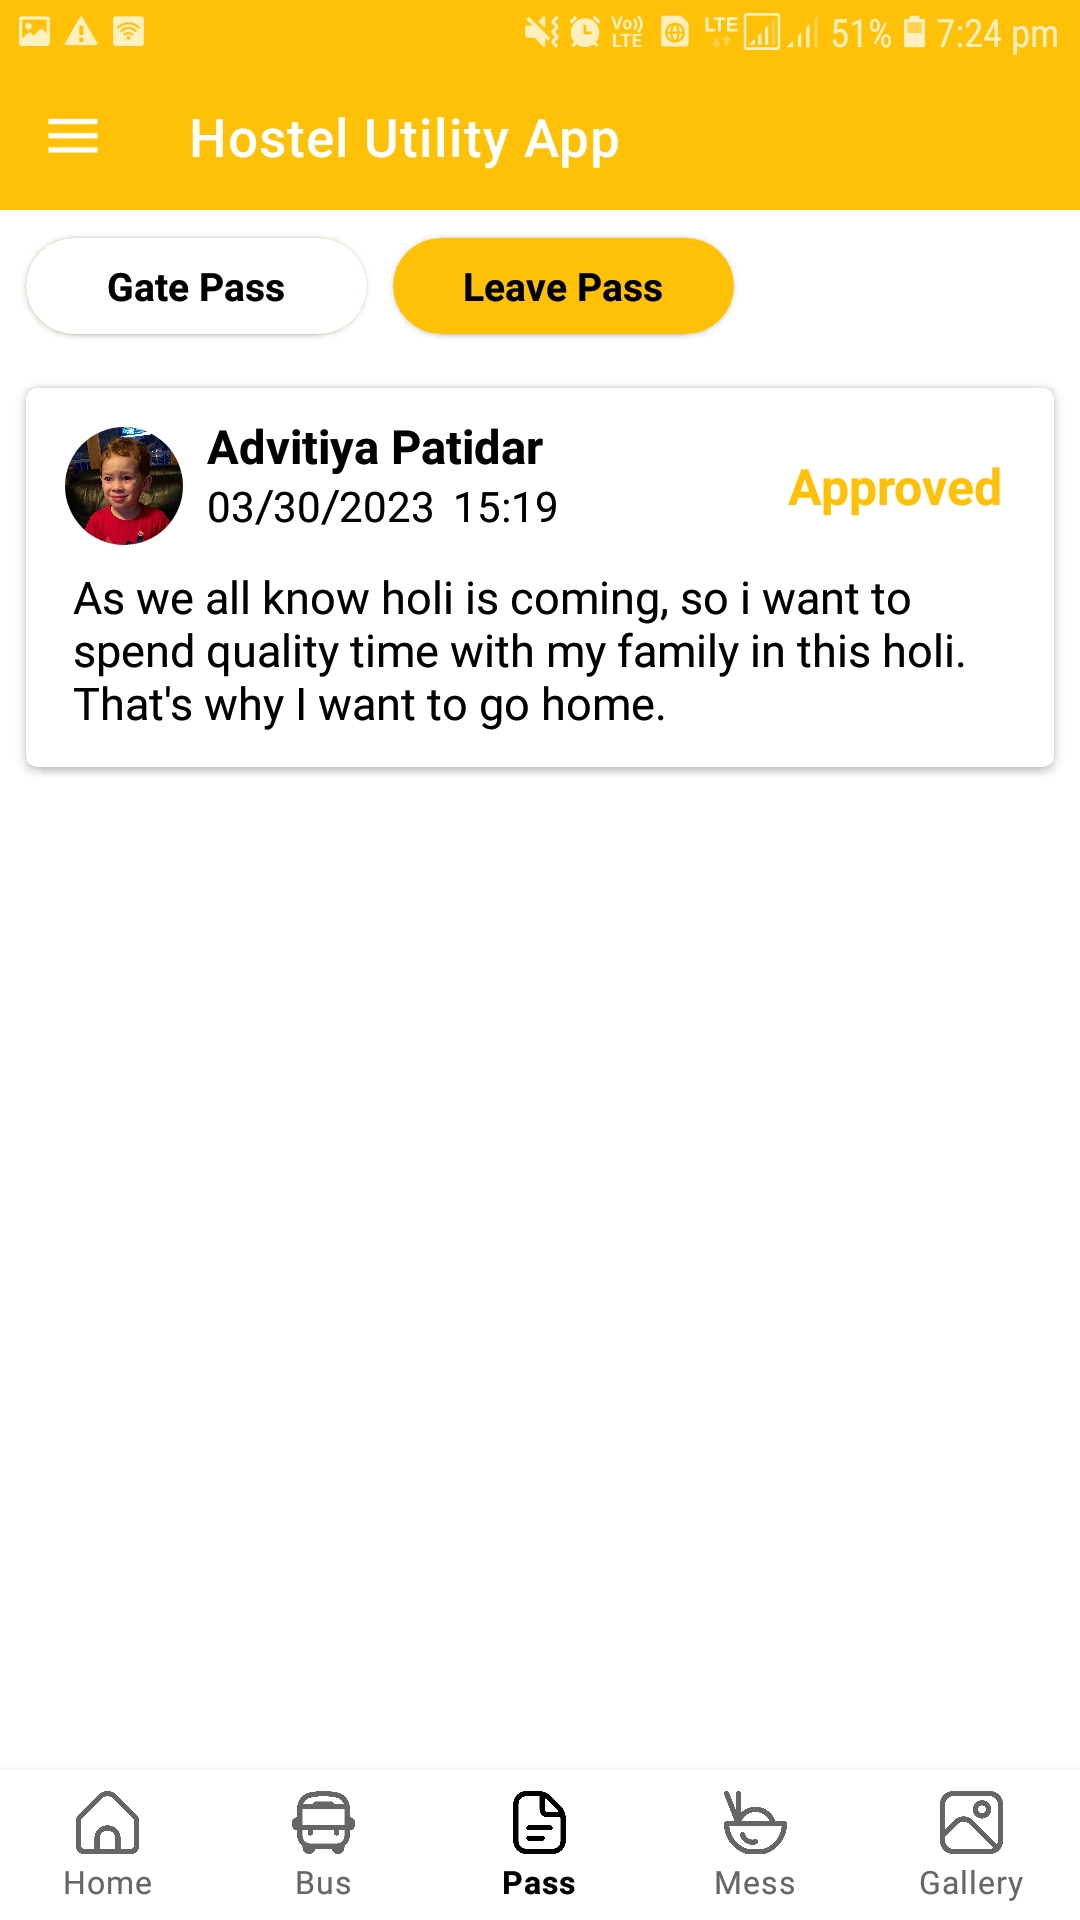 Vo)) LTE LTE 51% 7:24 pm
Hostel Utility App
Gate Pass Leave Pass
Advitiya Patidar
03/30/2023 15:19
Approved
As we all know holi is coming, so i want to
spend quality time with my family in this holi.
That's why I want to go home.
Home Bus Pass Mess Gallery